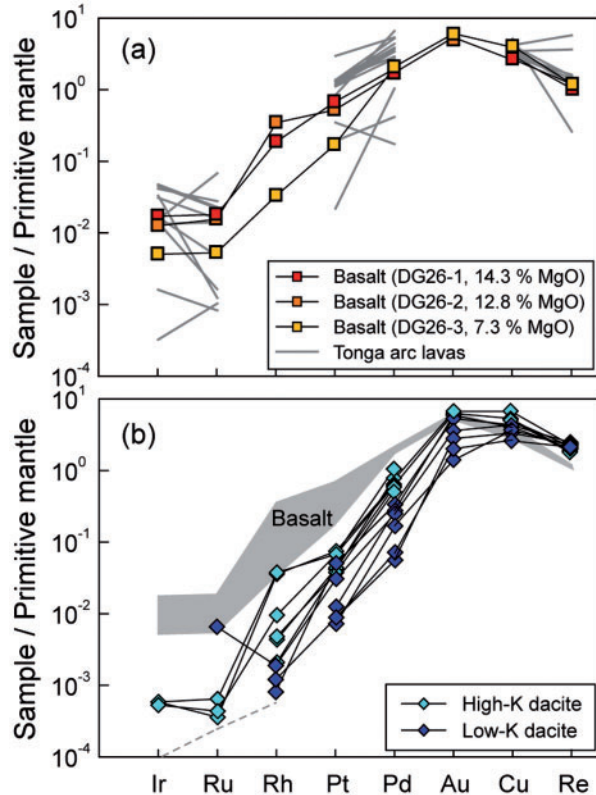 (a)
Sample / Primitive mantle
10¹
10⁰
10⁻¹
10⁻²
10⁻³
10⁻⁴
Basalt (DG26-1, 14.3 % MgO)
Basalt (DG26-2, 12.8 % MgO)
Basalt (DG26-3, 7.3 % MgO)
Tonga arc lavas
(b)
Sample / Primitive mantle
10¹
10⁰
10⁻¹
10⁻²
10⁻³
10⁻⁴
Basalt
High-K dacite
Low-K dacite
Ir Ru Rh Pt Pd Au Cu Re